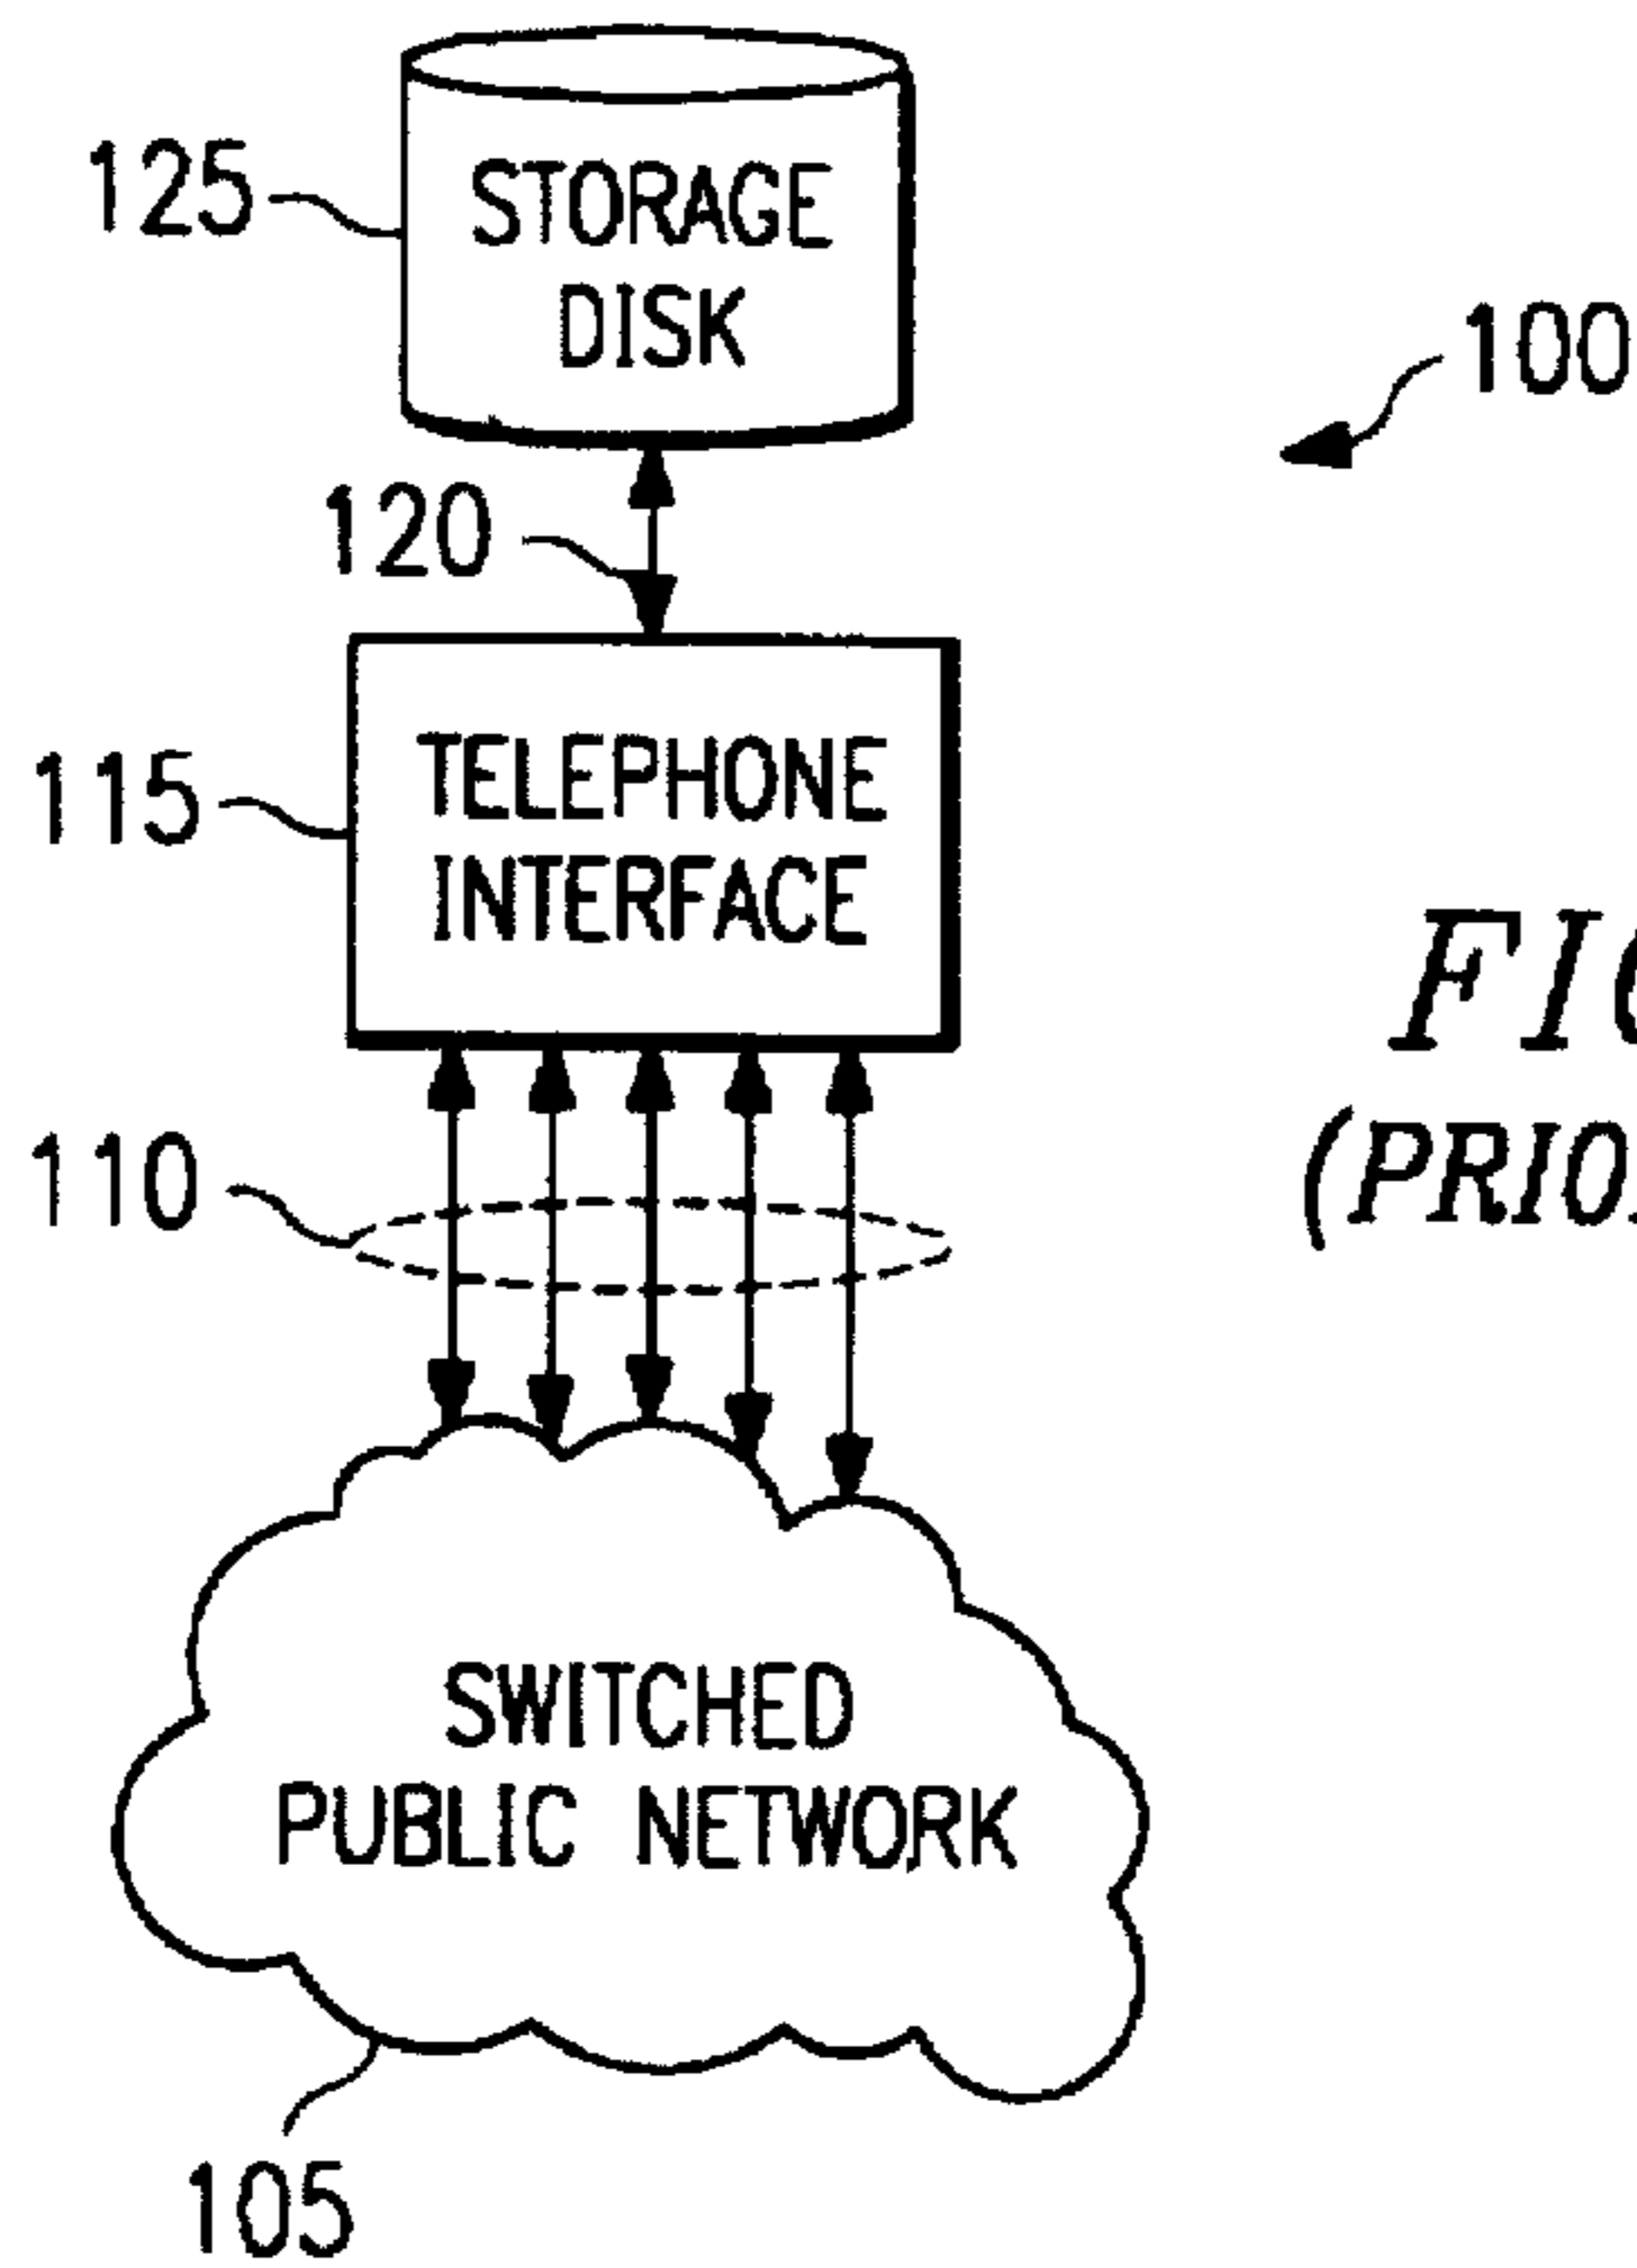 125
STORAGE
DISK
100
120
115
TELEPHONE
INTERFACE
110
SWITCHED
PUBLIC NETWORK
105